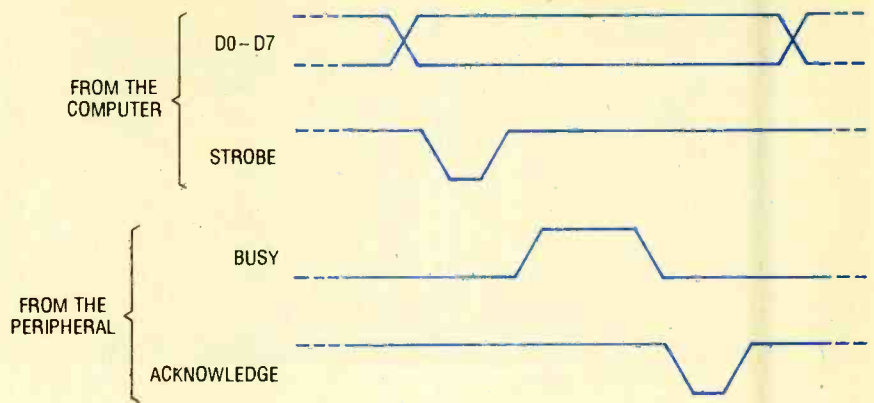 D0–D7
FROM THE
COMPUTER
STROBE
BUSY
FROM THE
PERIPHERAL
ACKNOWLEDGE